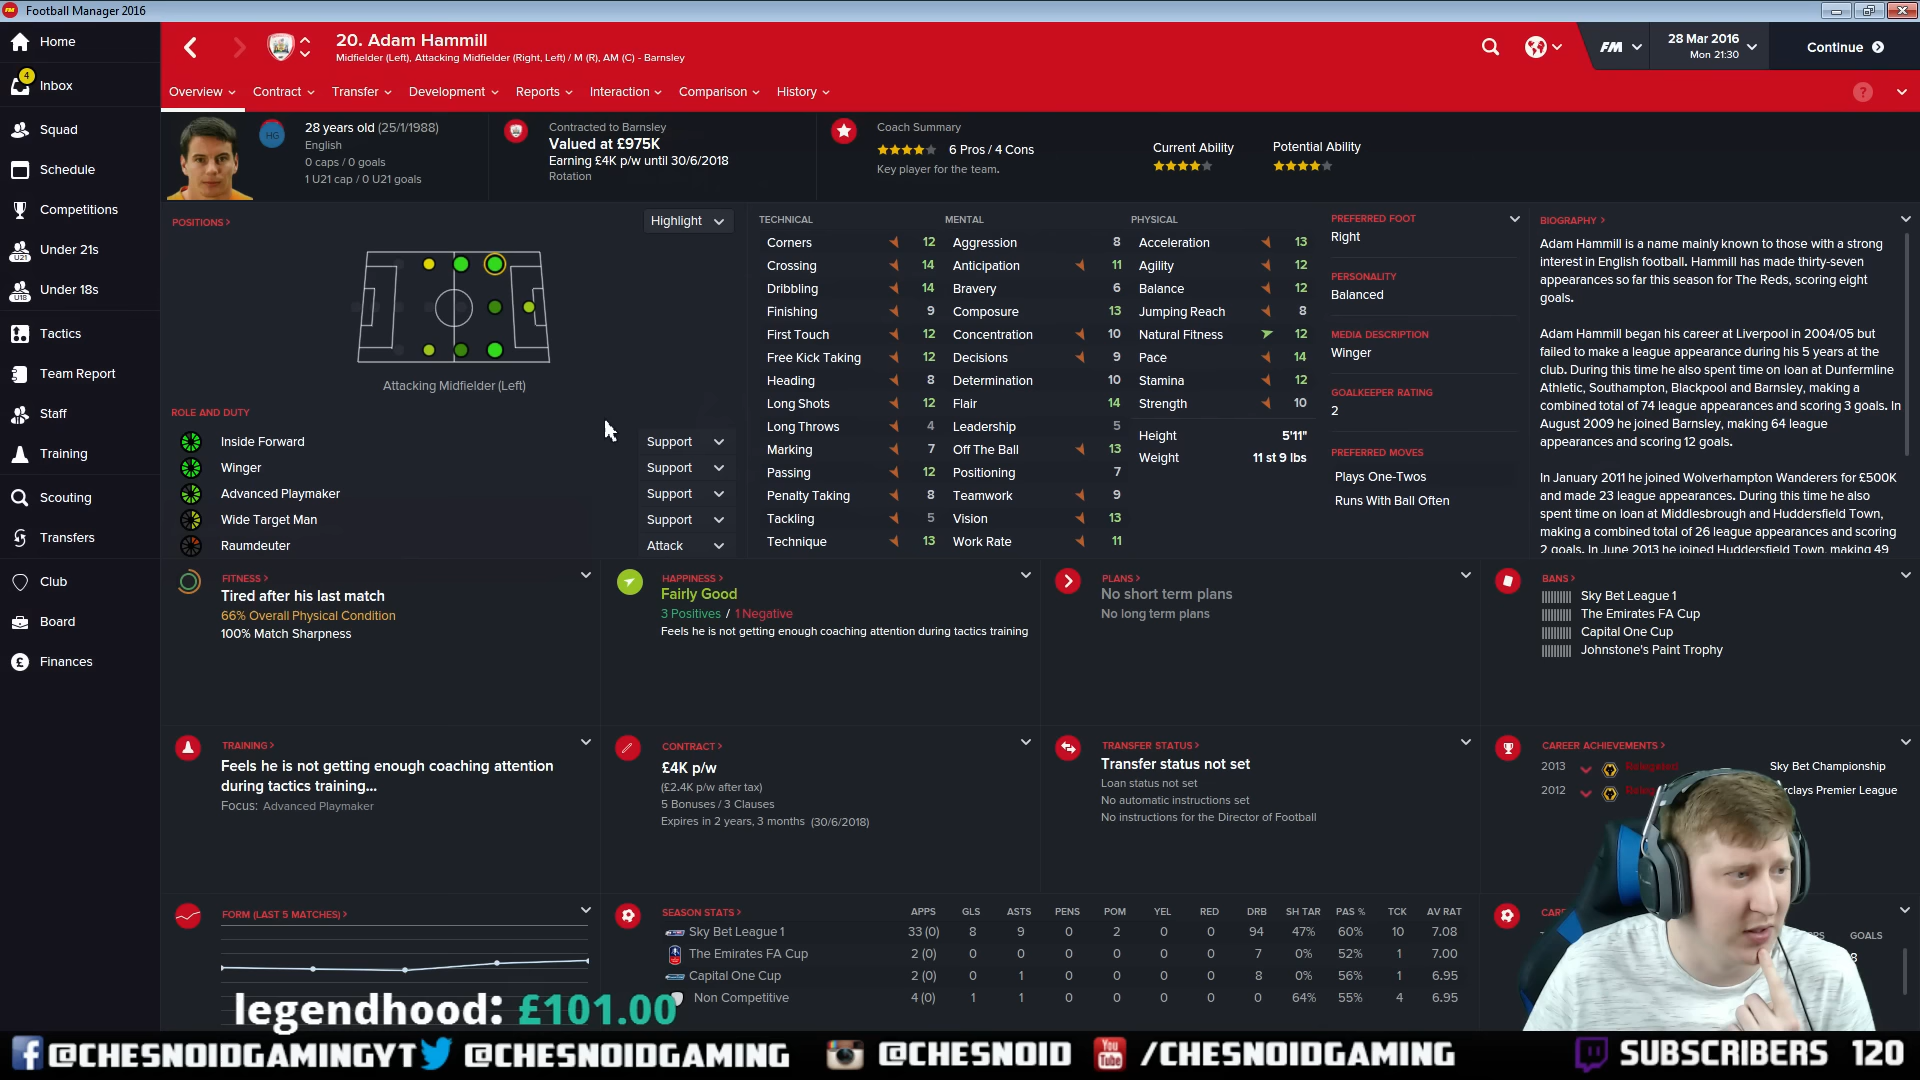 Football Manager 2016
Home
4
Inbox
Squad
Schedule
Competitions
U21
Under 21s
U18
Under 18s
Tactics
Team Report
Staff
Training
Scouting
Transfers
Club
Board
Finances
20. Adam Hammill
Midfielder (Left), Attacking Midfielder (Right, Left) / M (R), AM (C) - Barnsley
FM
28 Mar 2016
Mon 21:30
Continue
Overview Contract Transfer Development Reports Interaction Comparison History
?
HG
28 years old (25/1/1988)
English
0 caps / 0 goals
1 U21 cap / 0 U21 goals
Contracted to Barnsley
Valued at £975K
Earning £4K p/w until 30/6/2018
Rotation
Coach Summary
6 Pros / 4 Cons
Key player for the team.
Current Ability
Potential Ability
POSITIONS >
Highlight
Attacking Midfielder (Left)
ROLE AND DUTY
Inside Forward Support
Winger Support
Advanced Playmaker Support
Wide Target Man Support
Raumdeuter Attack
TECHNICAL MENTAL PHYSICAL
Corners 12 Aggression 8 Acceleration 13
Crossing 14 Anticipation 11 Agility 12
Dribbling 14 Bravery 6 Balance 12
Finishing 9 Composure 13 Jumping Reach 8
First Touch 12 Concentration 10 Natural Fitness 12
Free Kick Taking 12 Decisions 9 Pace 14
Heading 8 Determination 10 Stamina 12
Long Shots 12 Flair 14 Strength 10
Long Throws 4 Leadership 5 Height 5'11"
Marking 7 Off The Ball 13 Weight 11 st 9 lbs
Passing 12 Positioning 7
Penalty Taking 8 Teamwork 9
Tackling 5 Vision 13
Technique 13 Work Rate 11
PREFERRED FOOT
Right
PERSONALITY
Balanced
MEDIA DESCRIPTION
Winger
GOALKEEPER RATING
2
PREFERRED MOVES
Plays One-Twos
Runs With Ball Often
BIOGRAPHY >
Adam Hammill is a name mainly known to those with a strong
interest in English football. Hammill has made thirty-seven
appearances so far this season for The Reds, scoring eight
goals.
Adam Hammill began his career at Liverpool in 2004/05 but
failed to make a league appearance during his 5 years at the
club. During this time he also spent time on loan at Dunfermline
Athletic, Southampton, Blackpool and Barnsley, making a
combined total of 74 league appearances and scoring 3 goals. In
August 2009 he joined Barnsley, making 64 league
appearances and scoring 12 goals.
In January 2011 he joined Wolverhampton Wanderers for £500K
and made 23 league appearances. During this time he also
spent time on loan at Middlesbrough and Huddersfield Town,
making a combined total of 26 league appearances and scoring
2 goals. In June 2013 he joined Huddersfield Town, making 49
FITNESS >
Tired after his last match
66% Overall Physical Condition
100% Match Sharpness
HAPPINESS >
Fairly Good
3 Positives / 1 Negative
Feels he is not getting enough coaching attention during tactics training
PLANS >
No short term plans
No long term plans
BANS >
Sky Bet League 1
The Emirates FA Cup
Capital One Cup
Johnstone's Paint Trophy
TRAINING >
Feels he is not getting enough coaching attention
during tactics training...
Focus: Advanced Playmaker
CONTRACT >
£4K p/w
(£2.4K p/w after tax)
5 Bonuses / 3 Clauses
Expires in 2 years, 3 months (30/6/2018)
TRANSFER STATUS >
Transfer status not set
Loan status not set
No automatic instructions set
No instructions for the Director of Football
CAREER ACHIEVEMENTS >
2013 Relegated Sky Bet Championship
2012 Premier League
FORM (LAST 5 MATCHES) >
SEASON STATS > APPS GLS ASTS PENS POM YEL RED DRB SH TAR PAS % TCK AV RAT
Sky Bet League 1 33 (0) 8 9 0 2 0 0 94 47% 60% 10 7.08
The Emirates FA Cup 2 (0) 0 0 0 0 0 0 7 0% 52% 1 7.00
Capital One Cup 2 (0) 0 1 0 0 0 0 8 0% 56% 1 6.95
Non Competitive 4 (0) 1 1 0 0 0 0 0 64% 55% 4 6.95
GOALS
legendhood: £101.00
@CHESNOIDGAMINGYT @CHESNOIDGAMING @CHESNOID You Tube /CHESNOIDGAMING SUBSCRIBERS 120